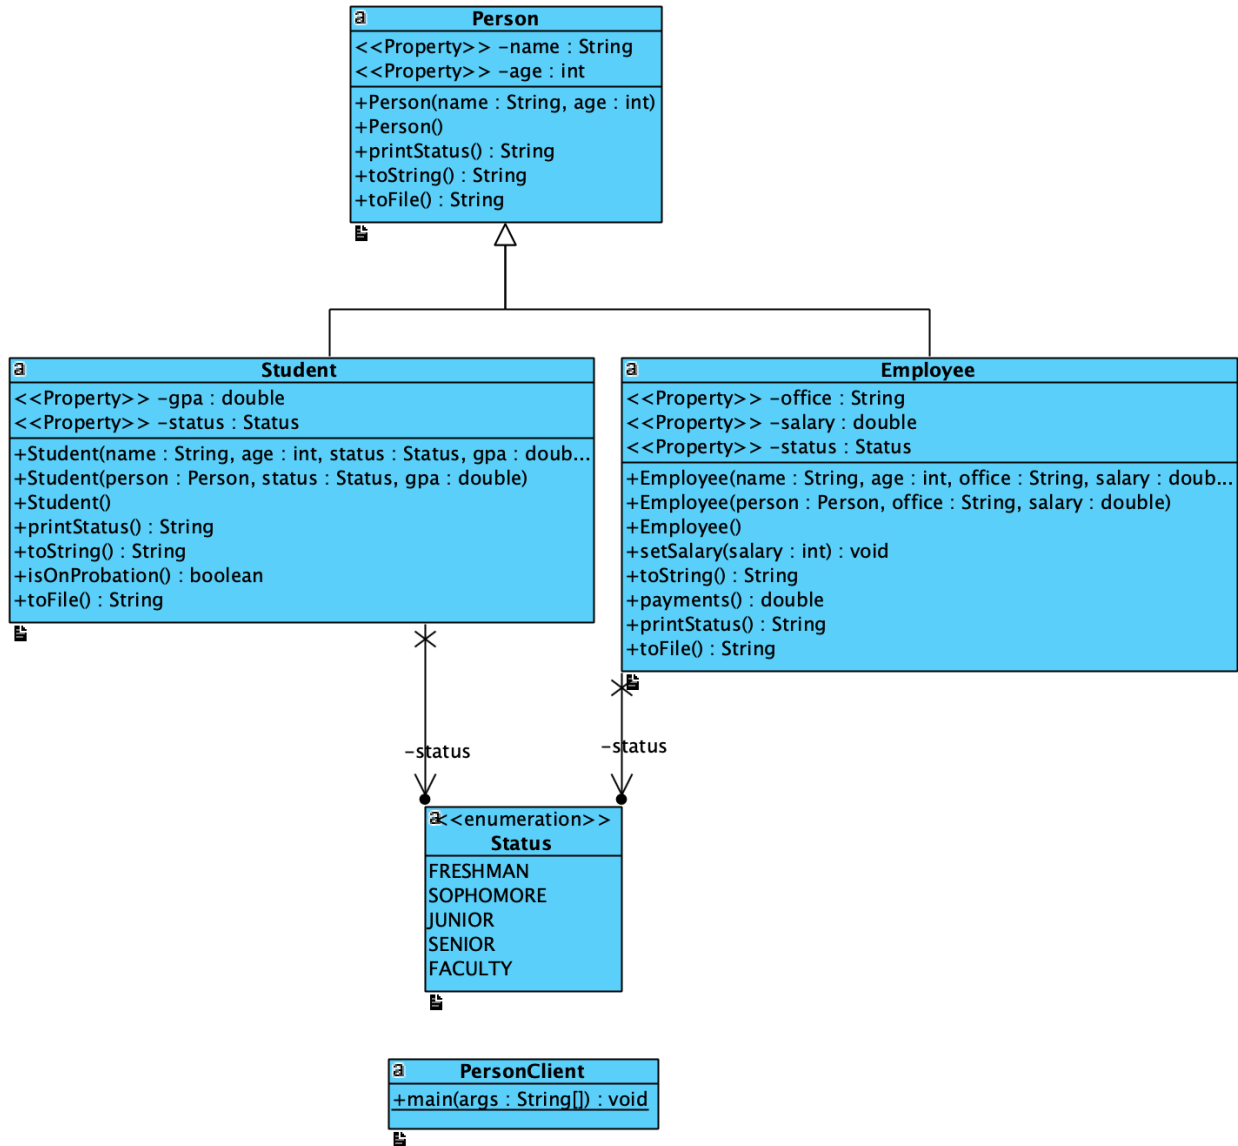 a Person
<<Property>> -name : String
<<Property>> -age : int
+Person(name : String, age : int)
+Person()
+printStatus() : String
+toString() : String
+toFile() : String
a Student
<<Property>> -gpa : double
<<Property>> -status : Status
+Student(name : String, age : int, status : Status, gpa : doub...
+Student(person : Person, status : Status, gpa : double)
+Student()
+printStatus() : String
+toString() : String
+isOnProbation() : boolean
+toFile() : String
a Employee
<<Property>> -office : String
<<Property>> -salary : double
<<Property>> -status : Status
+Employee(name : String, age : int, office : String, salary : doub...
+Employee(person : Person, office : String, salary : double)
+Employee()
+setSalary(salary : int) : void
+toString() : String
+payments() : double
+printStatus() : String
+toFile() : String
-status
-status
a <<enumeration>>
Status
FRESHMAN
SOPHOMORE
JUNIOR
SENIOR
FACULTY
a PersonClient
+main(args : String[]) : void